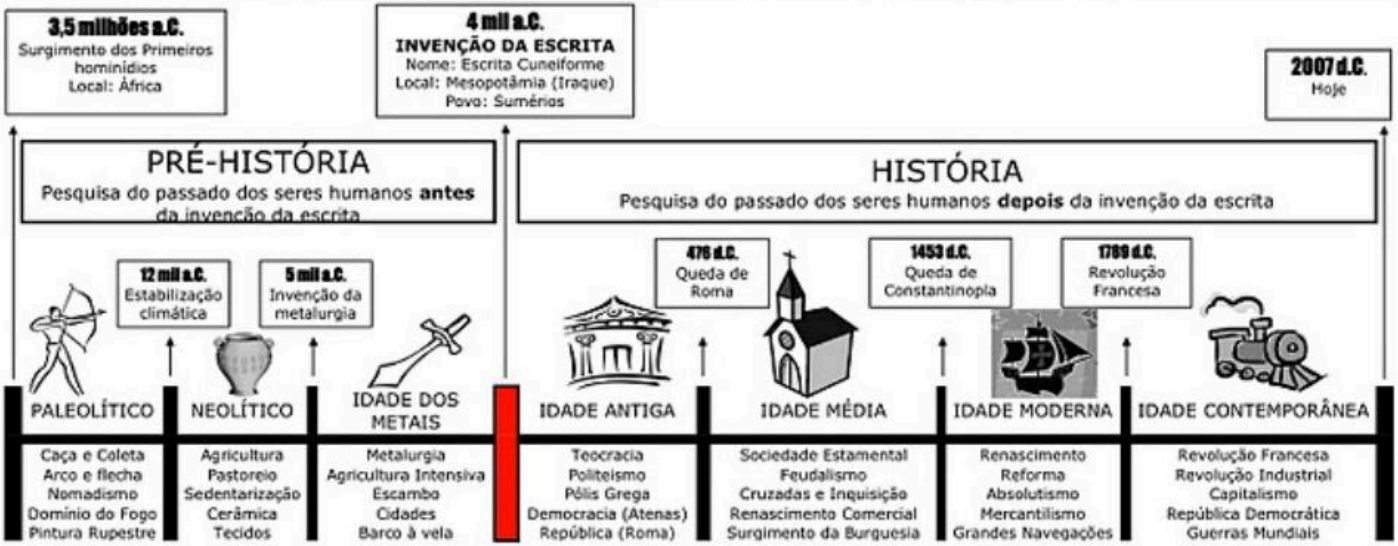 3,5 milhões a.C.
Surgimento dos Primeiros
hominídios
Local: África
4 mil a.C.
INVENÇÃO DA ESCRITA
Nome: Escrita Cuneiforme
Local: Mesopotâmia (Iraque)
Povo: Sumérios
2007 d.C.
Hoje
PRÉ-HISTÓRIA
Pesquisa do passado dos seres humanos antes
da invenção da escrita
HISTÓRIA
Pesquisa do passado dos seres humanos depois da invenção da escrita
12 mil a.C.
Estabilização
climática
5 mil a.C.
Invenção da
metalurgia
476 d.C.
Queda de
Roma
1453 d.C.
Queda de
Constantinopla
1789 d.C.
Revolução
Francesa
PALEOLÍTICO
Caça e Coleta
Arco e flecha
Nomadismo
Domínio do Fogo
Pintura Rupestre
NEOLÍTICO
Agricultura
Pastoreio
Sedentarização
Cerâmica
Tecidos
IDADE DOS
METAIS
Metalurgia
Agricultura Intensiva
Escambo
Cidades
Barco à vela
IDADE ANTIGA
Teocracia
Politeísmo
Pólis Grega
Democracia (Atenas)
República (Roma)
IDADE MÉDIA
Sociedade Estamental
Feudalismo
Cruzadas e Inquisição
Renascimento Comercial
Surgimento da Burguesia
IDADE MODERNA
Renascimento
Reforma
Absolutismo
Mercantilismo
Grandes Navegações
IDADE CONTEMPORÂNEA
Revolução Francesa
Revolução Industrial
Capitalismo
República Democrática
Guerras Mundiais